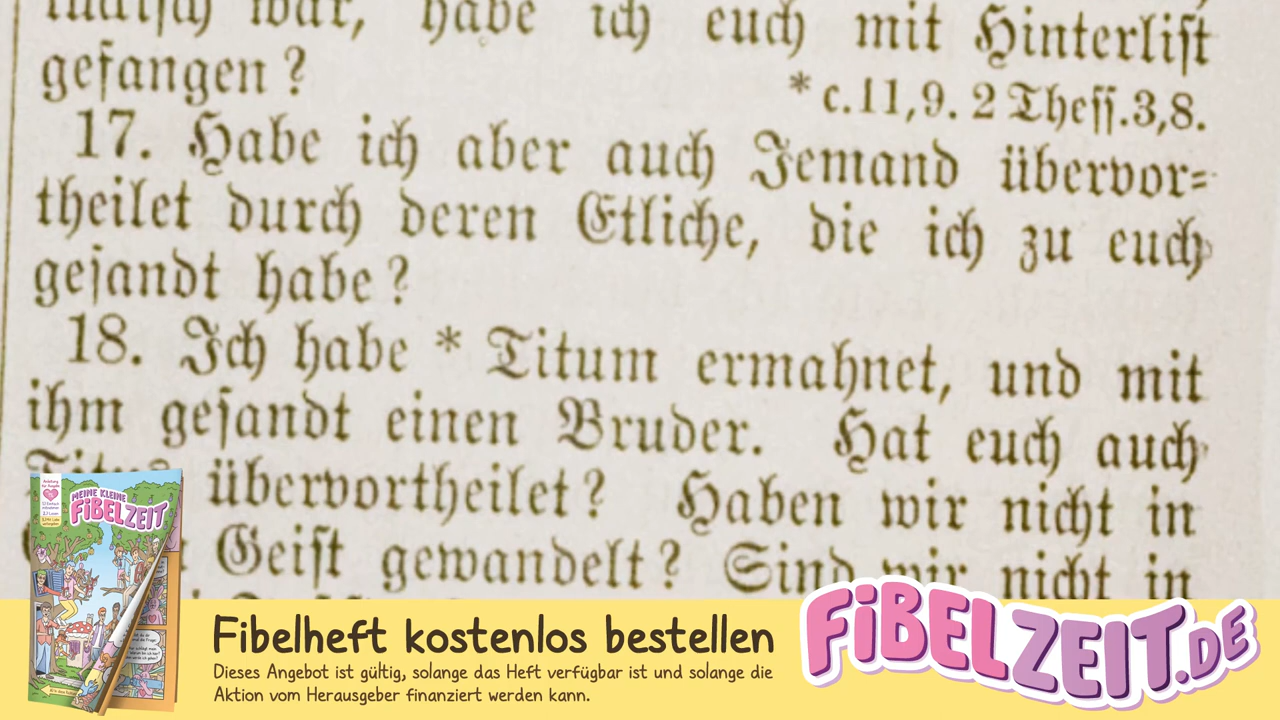 war, habe ich euch mit Hinterliſt
gefangen?
* c.11,9. 2 Theſſ.3,8.
17. Habe ich aber auch Jemand übervor=
theilet durch deren Etliche, die ich zu euch
geſandt habe?
18. Ich habe * Titum ermahnet, und mit
ihm geſandt einen Bruder. Hat euch auch
Titus übervortheilet? Haben wir nicht in
Geiſt gewandelt? Sind wir nicht in
MEINE KLEINE
FiBELZEIT
Fibelheft kostenlos bestellen
Dieses Angebot ist gültig, solange das Heft verfügbar ist und solange die
Aktion vom Herausgeber finanziert werden kann.
FiBELZEIT.DE